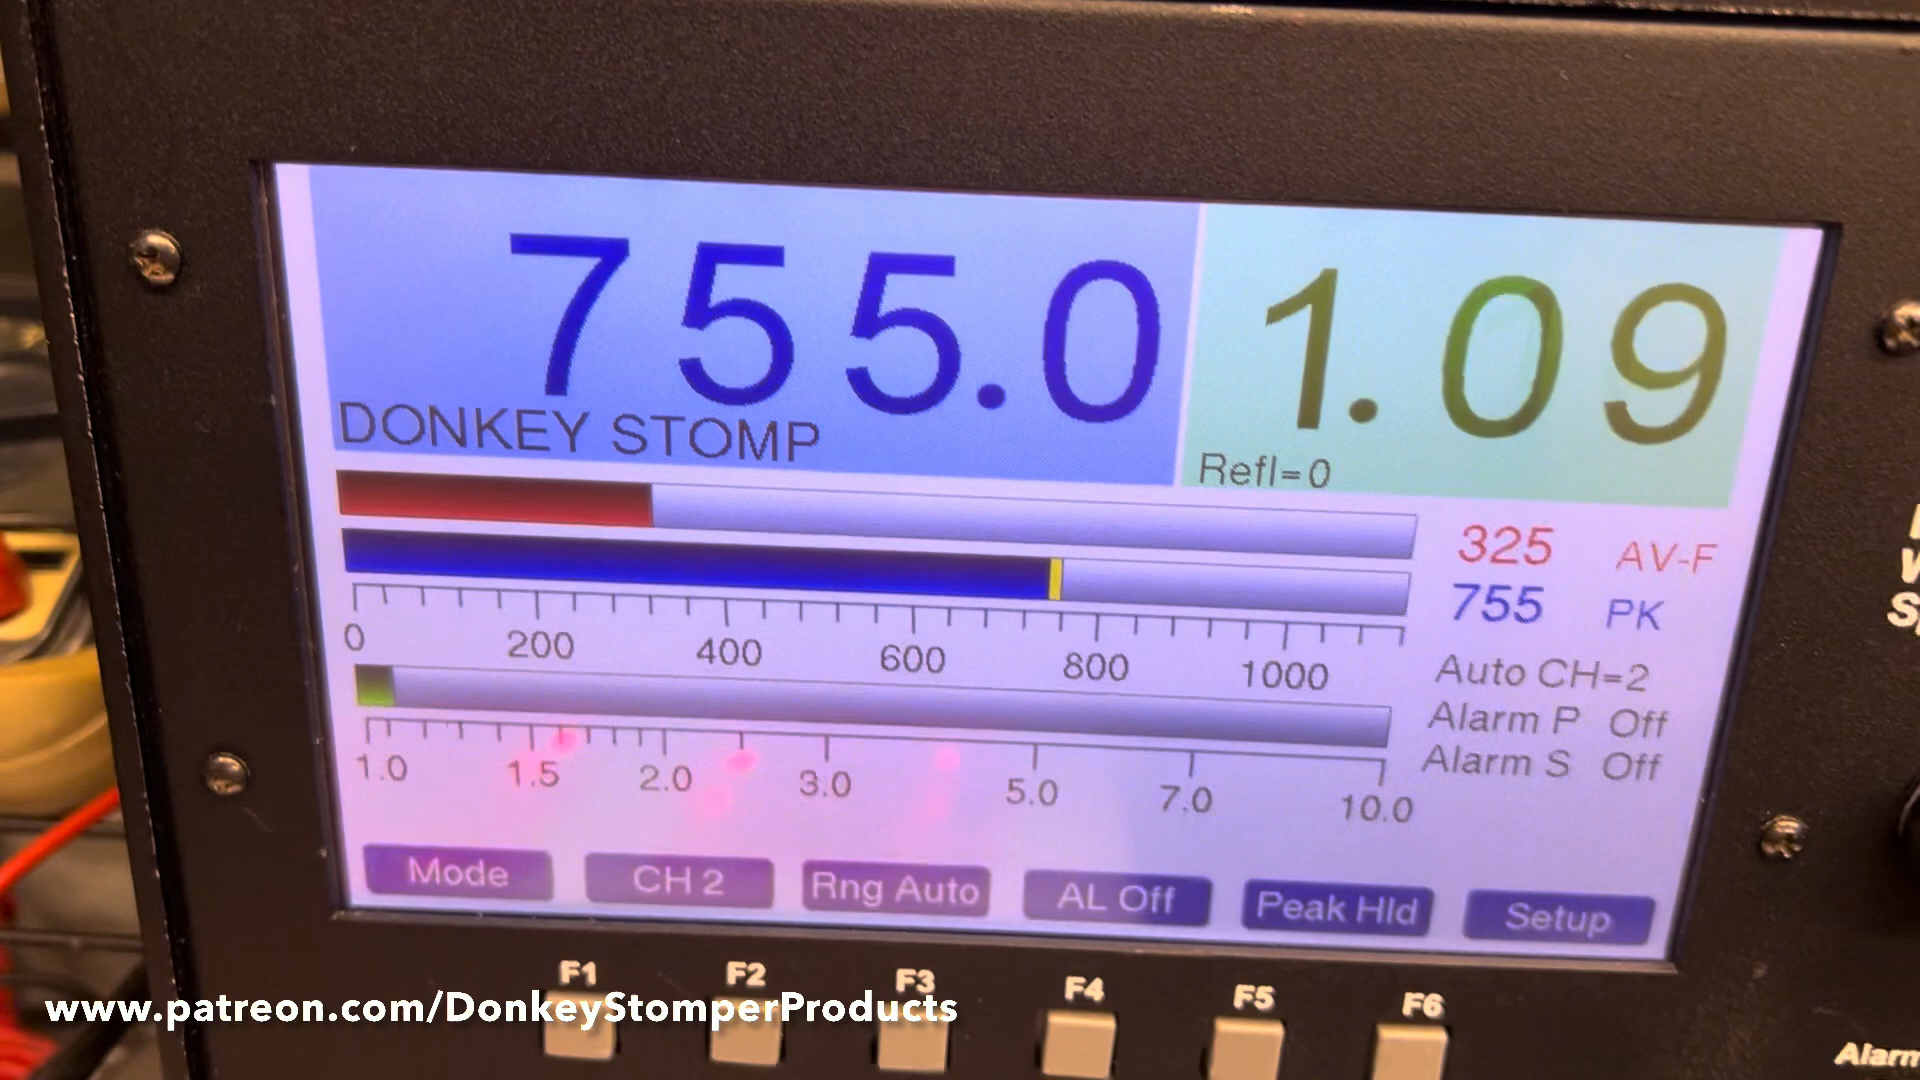 755.0
DONKEY STOMP
1.09
Refl=0
325 AV-F
755 PK
0 200 400 600 800 1000
Auto CH=2
Alarm P Off
Alarm S Off
1.0 1.5 2.0 3.0 5.0 7.0 10.0
Mode CH 2 Rng Auto AL Off Peak Hld Setup
F1 F2 F3 F4 F5 F6
www.patreon.com/DonkeyStomperProducts
Alarm